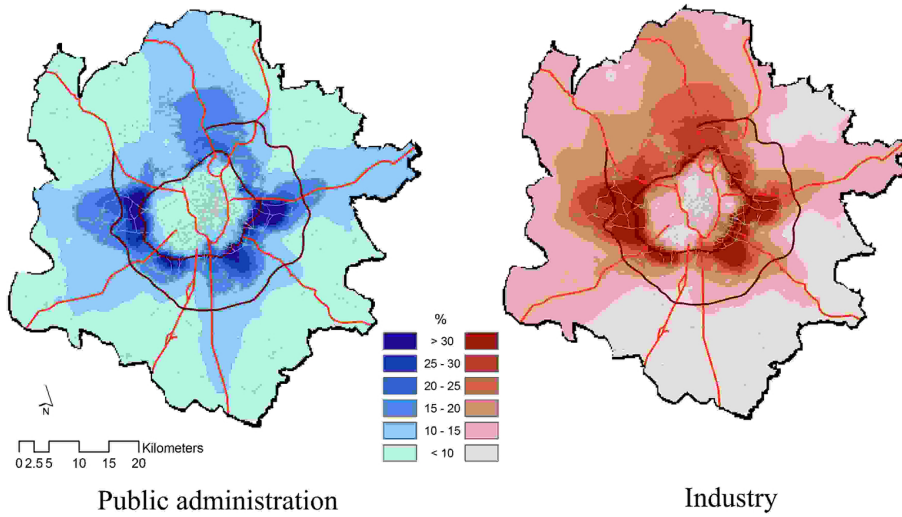 %
> 30
25 - 30
20 - 25
15 - 20
10 - 15
< 10
N
Kilometers
0 2.5 5 10 15 20
Public administration
Industry